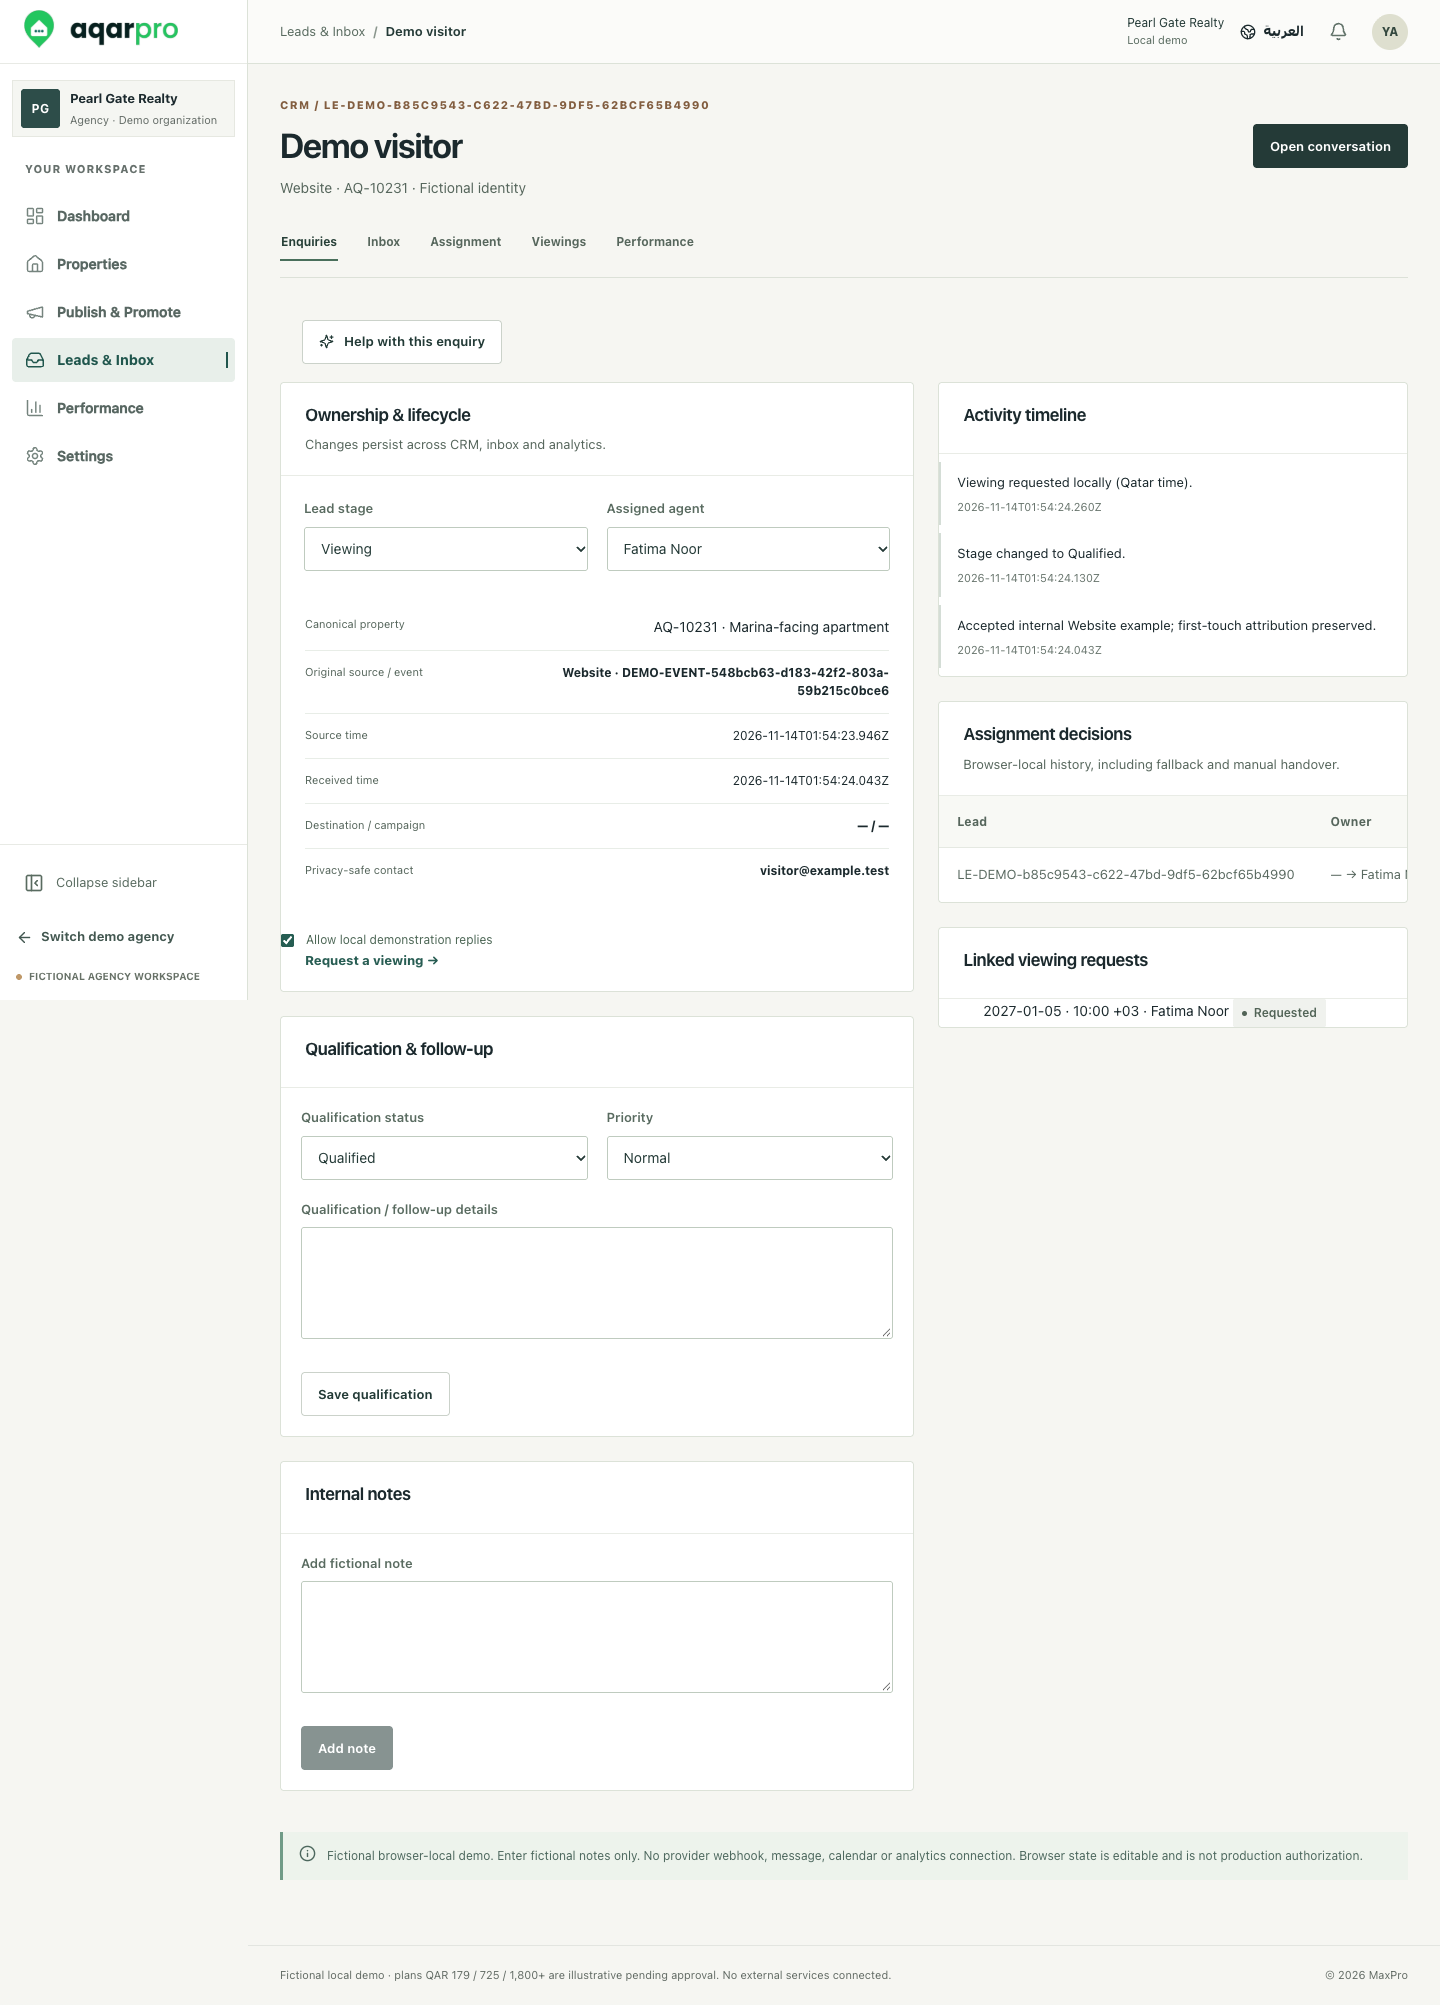 aqarpro
PG
Pearl Gate Realty
Agency · Demo organization
YOUR WORKSPACE
Dashboard
Properties
Publish & Promote
Leads & Inbox
Performance
Settings
Collapse sidebar
Switch demo agency
FICTIONAL AGENCY WORKSPACE
Leads & Inbox / Demo visitor
Pearl Gate Realty
Local demo
العربية
YA
CRM / LE-DEMO-B85C9543-C622-47BD-9DF5-62BCF65B4990
Demo visitor
Website · AQ-10231 · Fictional identity
Open conversation
Enquiries
Inbox
Assignment
Viewings
Performance
Help with this enquiry
Ownership & lifecycle
Changes persist across CRM, inbox and analytics.
Lead stage
Viewing
Assigned agent
Fatima Noor
Canonical property
AQ-10231 · Marina-facing apartment
Original source / event
Website · DEMO-EVENT-548bcb63-d183-42f2-803a-
59b215c0bce6
Source time
2026-11-14T01:54:23.946Z
Received time
2026-11-14T01:54:24.043Z
Destination / campaign
— / —
Privacy-safe contact
visitor@example.test
Allow local demonstration replies
Request a viewing →
Qualification & follow-up
Qualification status
Qualified
Priority
Normal
Qualification / follow-up details
Save qualification
Internal notes
Add fictional note
Add note
Activity timeline
Viewing requested locally (Qatar time).
2026-11-14T01:54:24.260Z
Stage changed to Qualified.
2026-11-14T01:54:24.130Z
Accepted internal Website example; first-touch attribution preserved.
2026-11-14T01:54:24.043Z
Assignment decisions
Browser-local history, including fallback and manual handover.
Lead
Owner
LE-DEMO-b85c9543-c622-47bd-9df5-62bcf65b4990
— → Fatima
Linked viewing requests
2027-01-05 · 10:00 +03 · Fatima Noor
Requested
Fictional browser-local demo. Enter fictional notes only. No provider webhook, message, calendar or analytics connection. Browser state is editable and is not production authorization.
Fictional local demo · plans QAR 179 / 725 / 1,800+ are illustrative pending approval. No external services connected.
© 2026 MaxPro